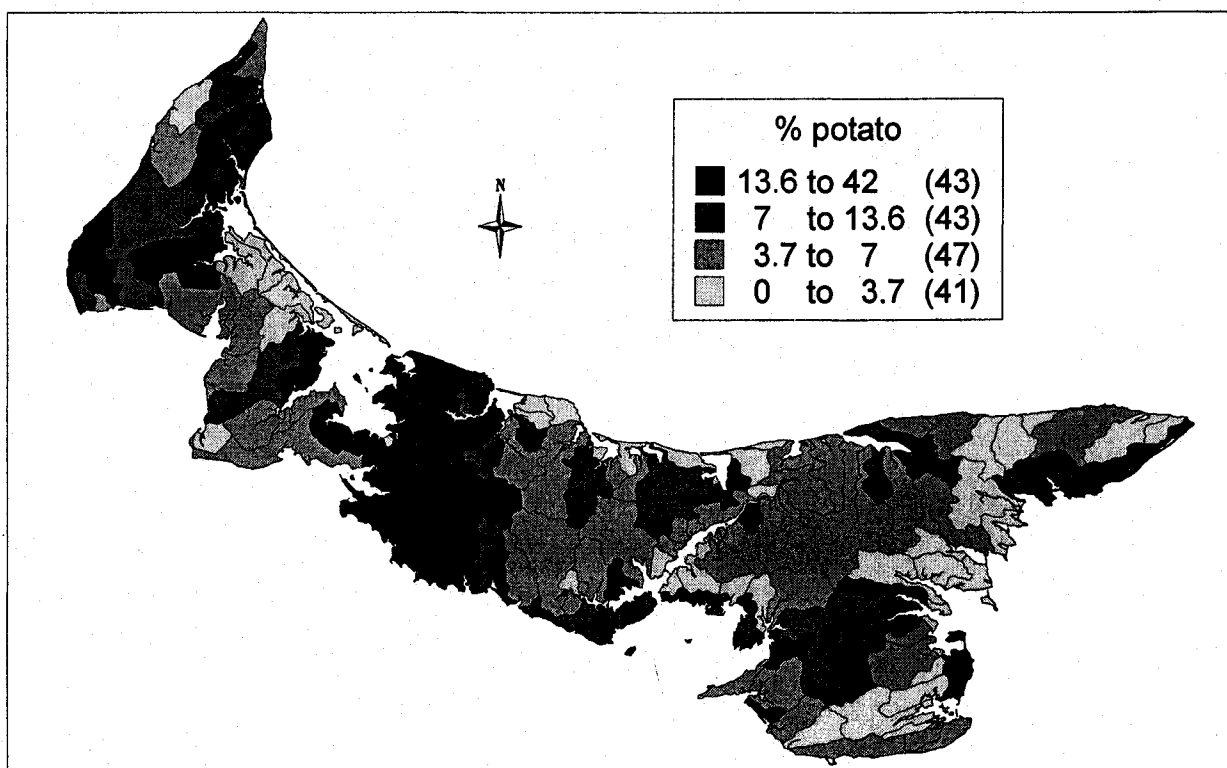 N
% potato
13.6 to 42 (43)
7 to 13.6 (43)
3.7 to 7 (47)
0 to 3.7 (41)